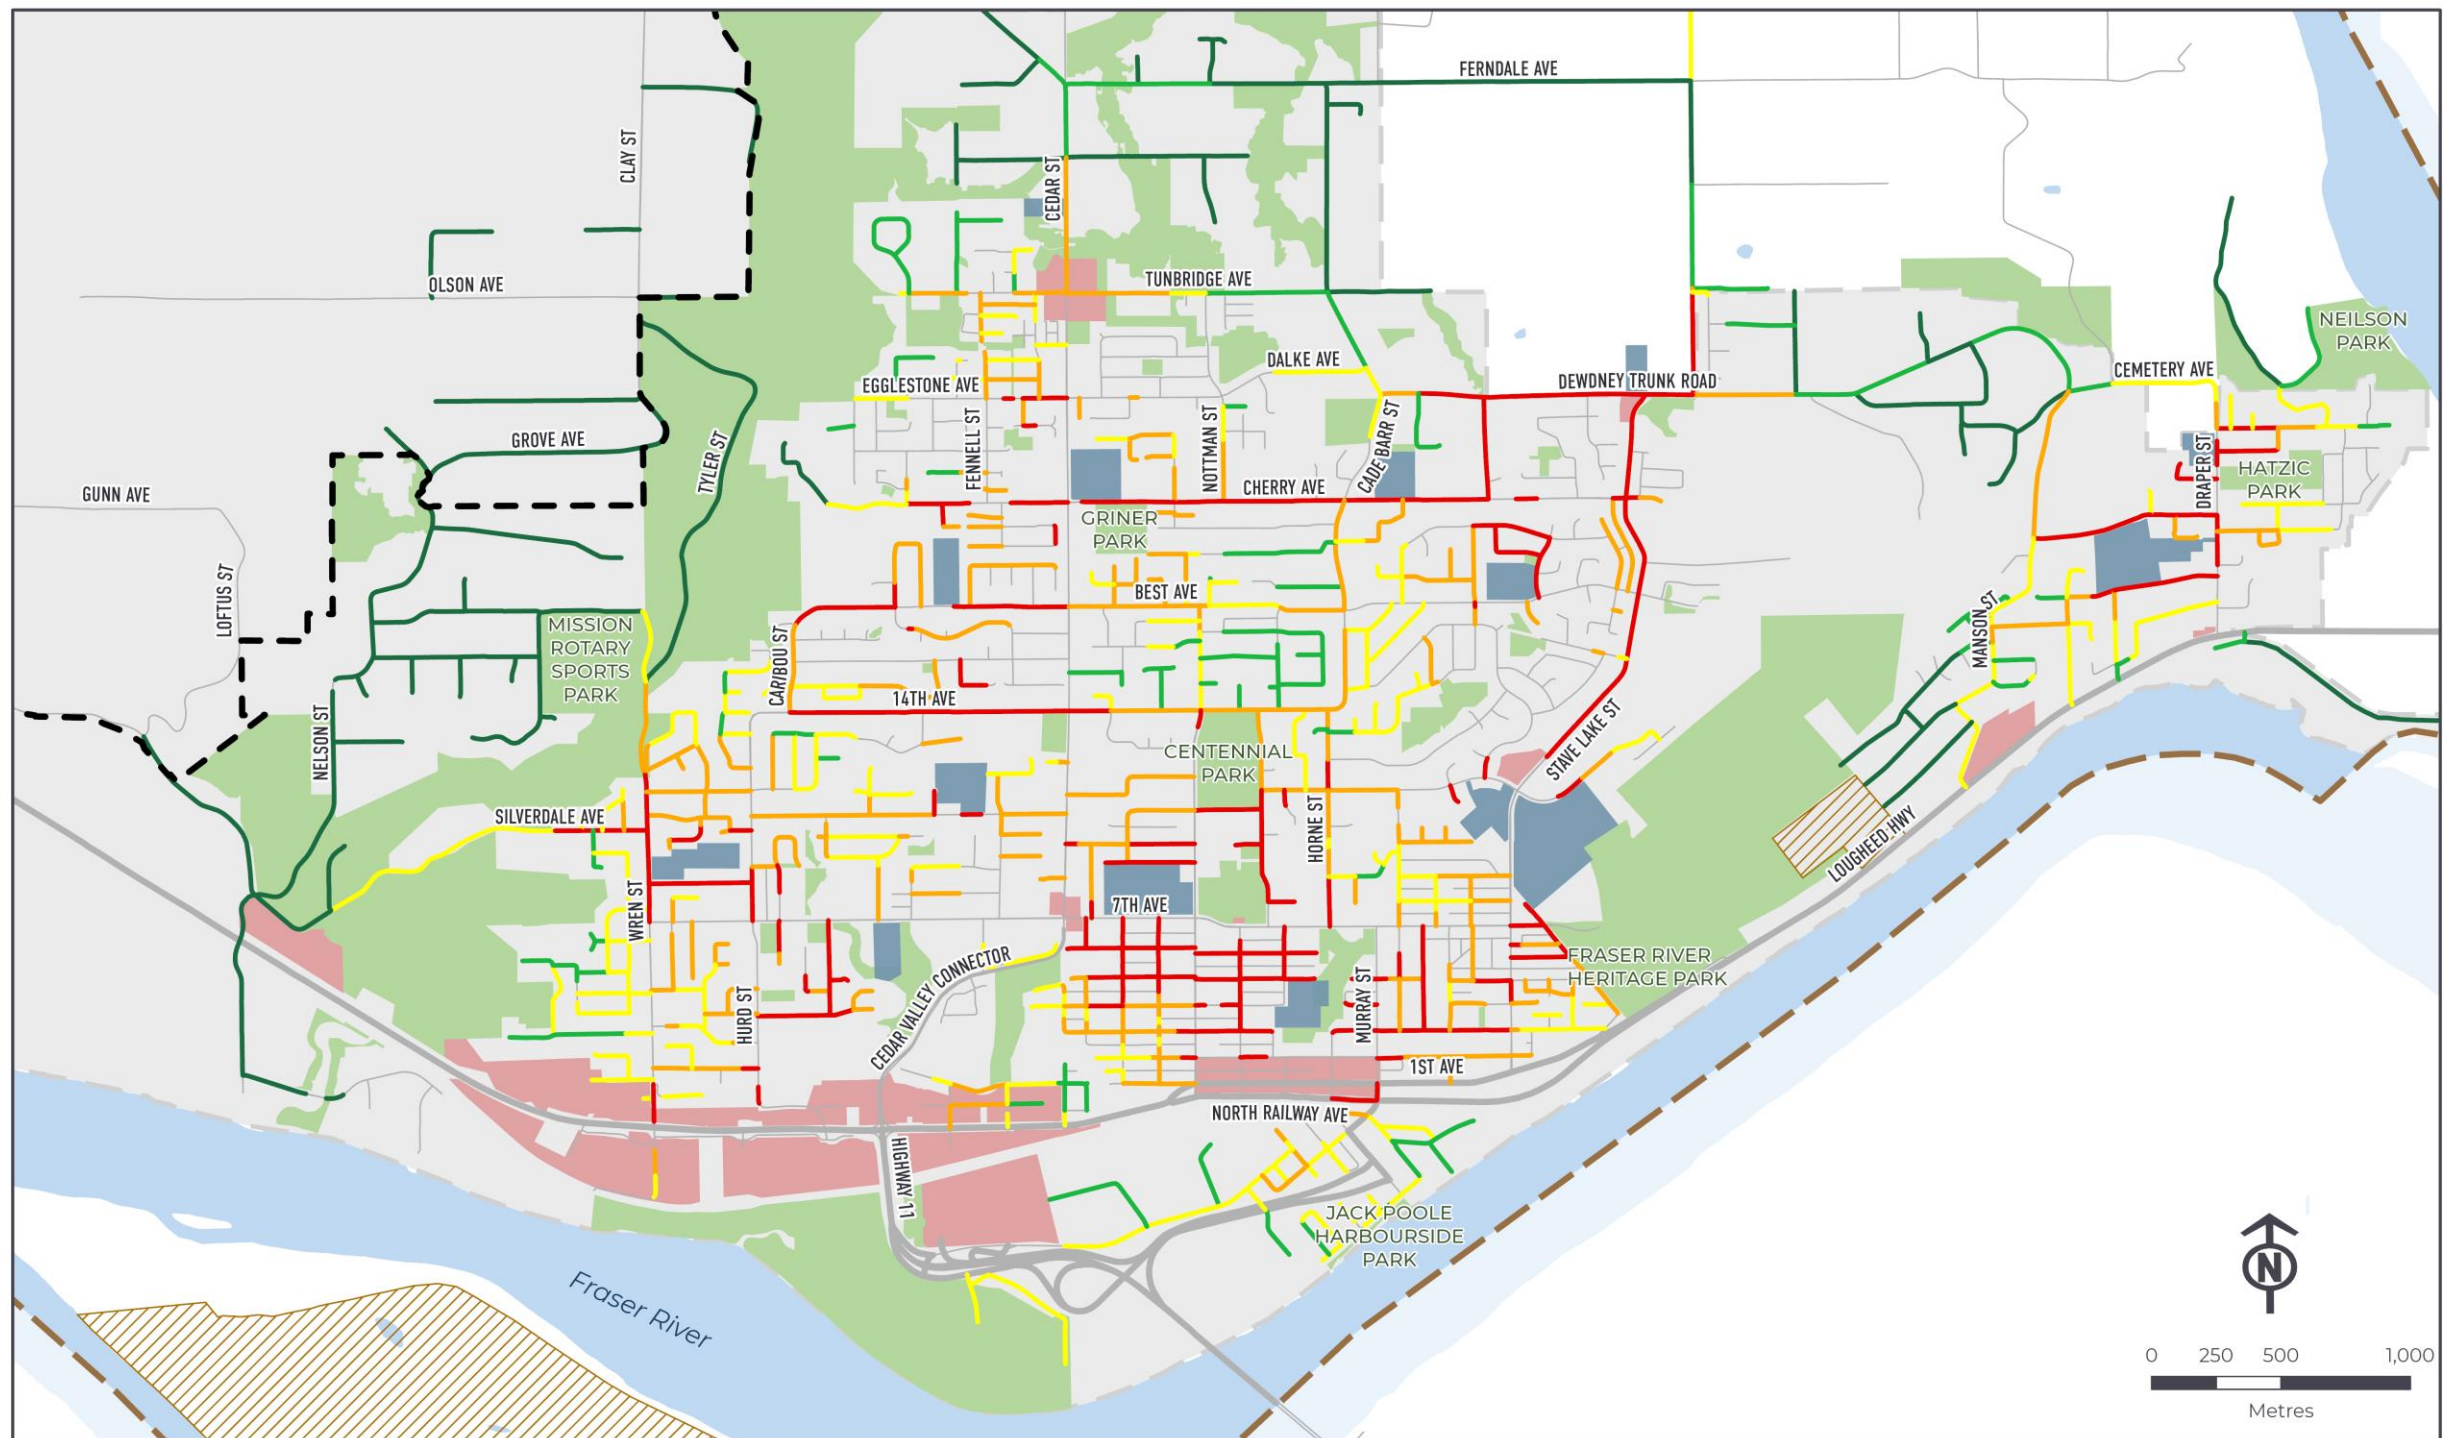 FERNDALE AVE
CLAY ST
CEDAR ST
OLSON AVE
TUNBRIDGE AVE
NEILSON
PARK
DALKE AVE
CEMETERY AVE
EGGLESTONE AVE
DEWDNEY TRUNK ROAD
GROVE AVE
TYLER ST
FENNELL ST
NOTTMAN ST
CADE BARR ST
DRAPER ST
HATZIC
PARK
GUNN AVE
CHERRY AVE
GRINER
PARK
LOFTUS ST
BEST AVE
MISSION
ROTARY
SPORTS
PARK
CARIBOU ST
MANSON ST
14TH AVE
NELSON ST
CENTENNIAL
PARK
STAVE LAKE ST
SILVERDALE AVE
HORNE ST
LOUGHEED HWY
WREN ST
7TH AVE
FRASER RIVER
HERITAGE PARK
CEDAR VALLEY CONNECTOR
HURD ST
MURRAY ST
1ST AVE
NORTH RAILWAY AVE
HIGHWAY 11
JACK POOLE
HARBOURSIDE
PARK
Fraser River
N
0 250 500 1,000
Metres